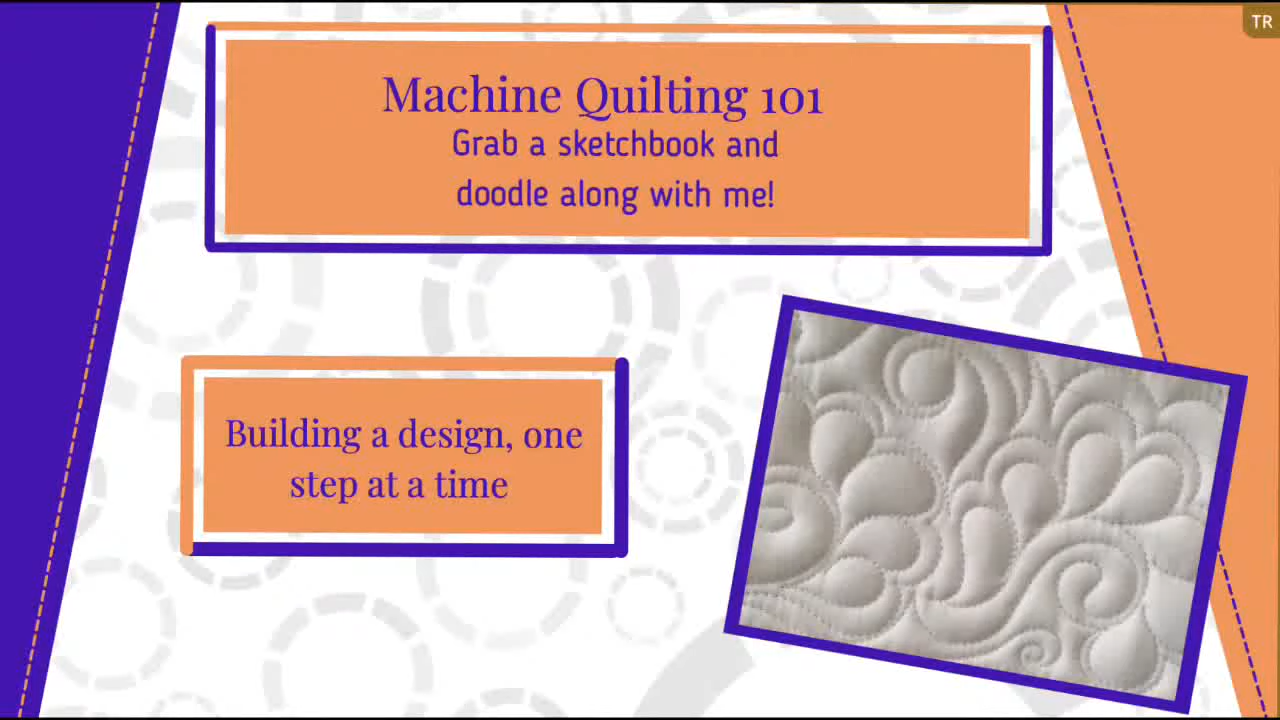 TR
Machine Quilting 101
Grab a sketchbook and
doodle along with me!
Building a design, one
step at a time